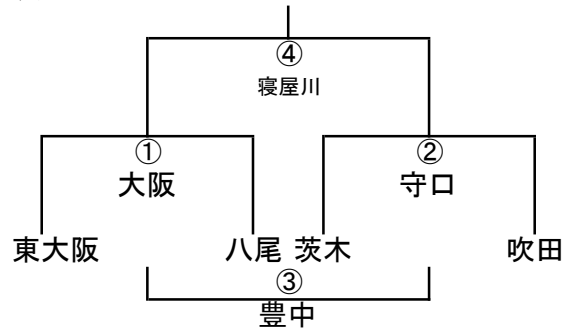 ④
寝屋川
① ②
大阪 守口
東大阪 八尾 茨木 吹田
③
豊中